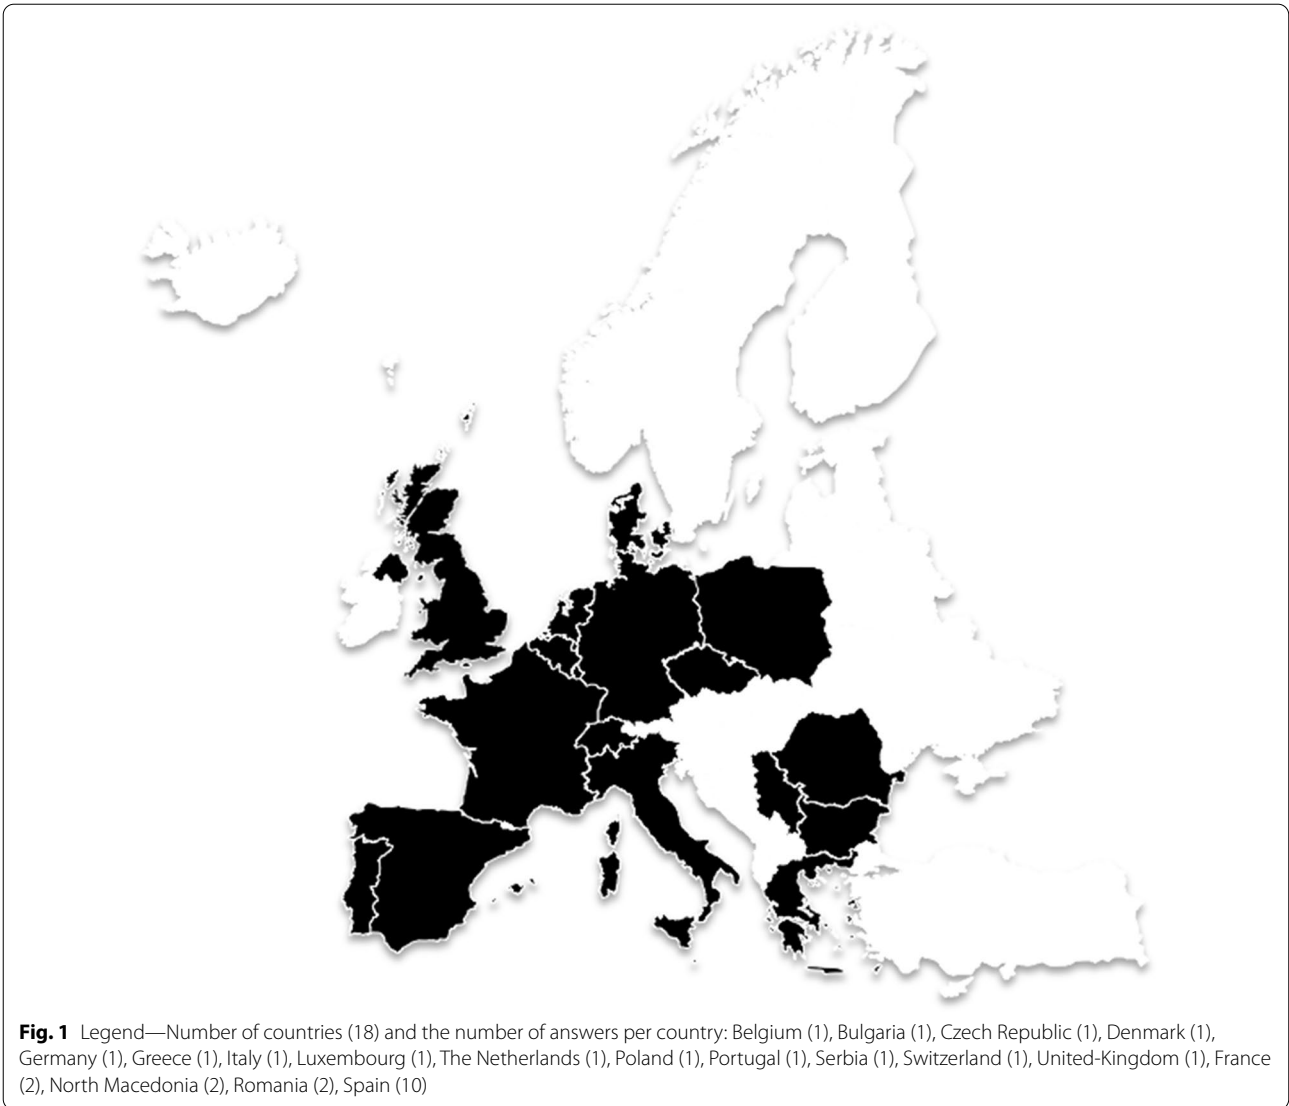 Fig. 1 Legend—Number of countries (18) and the number of answers per country: Belgium (1), Bulgaria (1), Czech Republic (1), Denmark (1),
Germany (1), Greece (1), Italy (1), Luxembourg (1), The Netherlands (1), Poland (1), Portugal (1), Serbia (1), Switzerland (1), United-Kingdom (1), France
(2), North Macedonia (2), Romania (2), Spain (10)